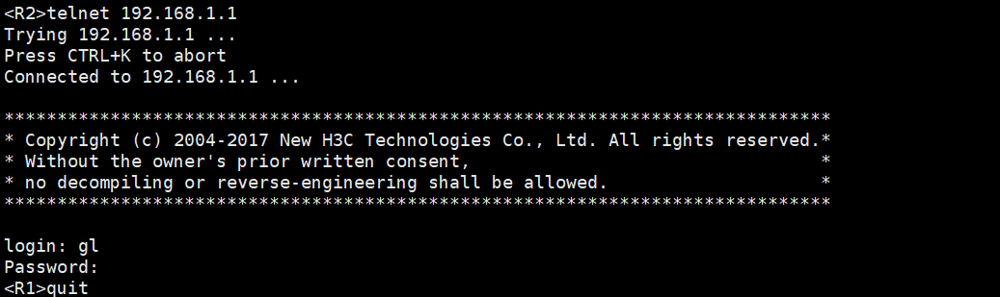 <R2>telnet 192.168.1.1
Trying 192.168.1.1 ...
Press CTRL+K to abort
Connected to 192.168.1.1 ...
******************************************************************************
* Copyright (c) 2004-2017 New H3C Technologies Co., Ltd. All rights reserved.*
* Without the owner's prior written consent,                                 *
* no decompiling or reverse-engineering shall be allowed.                    *
******************************************************************************
login: gl
Password:
<R1>quit